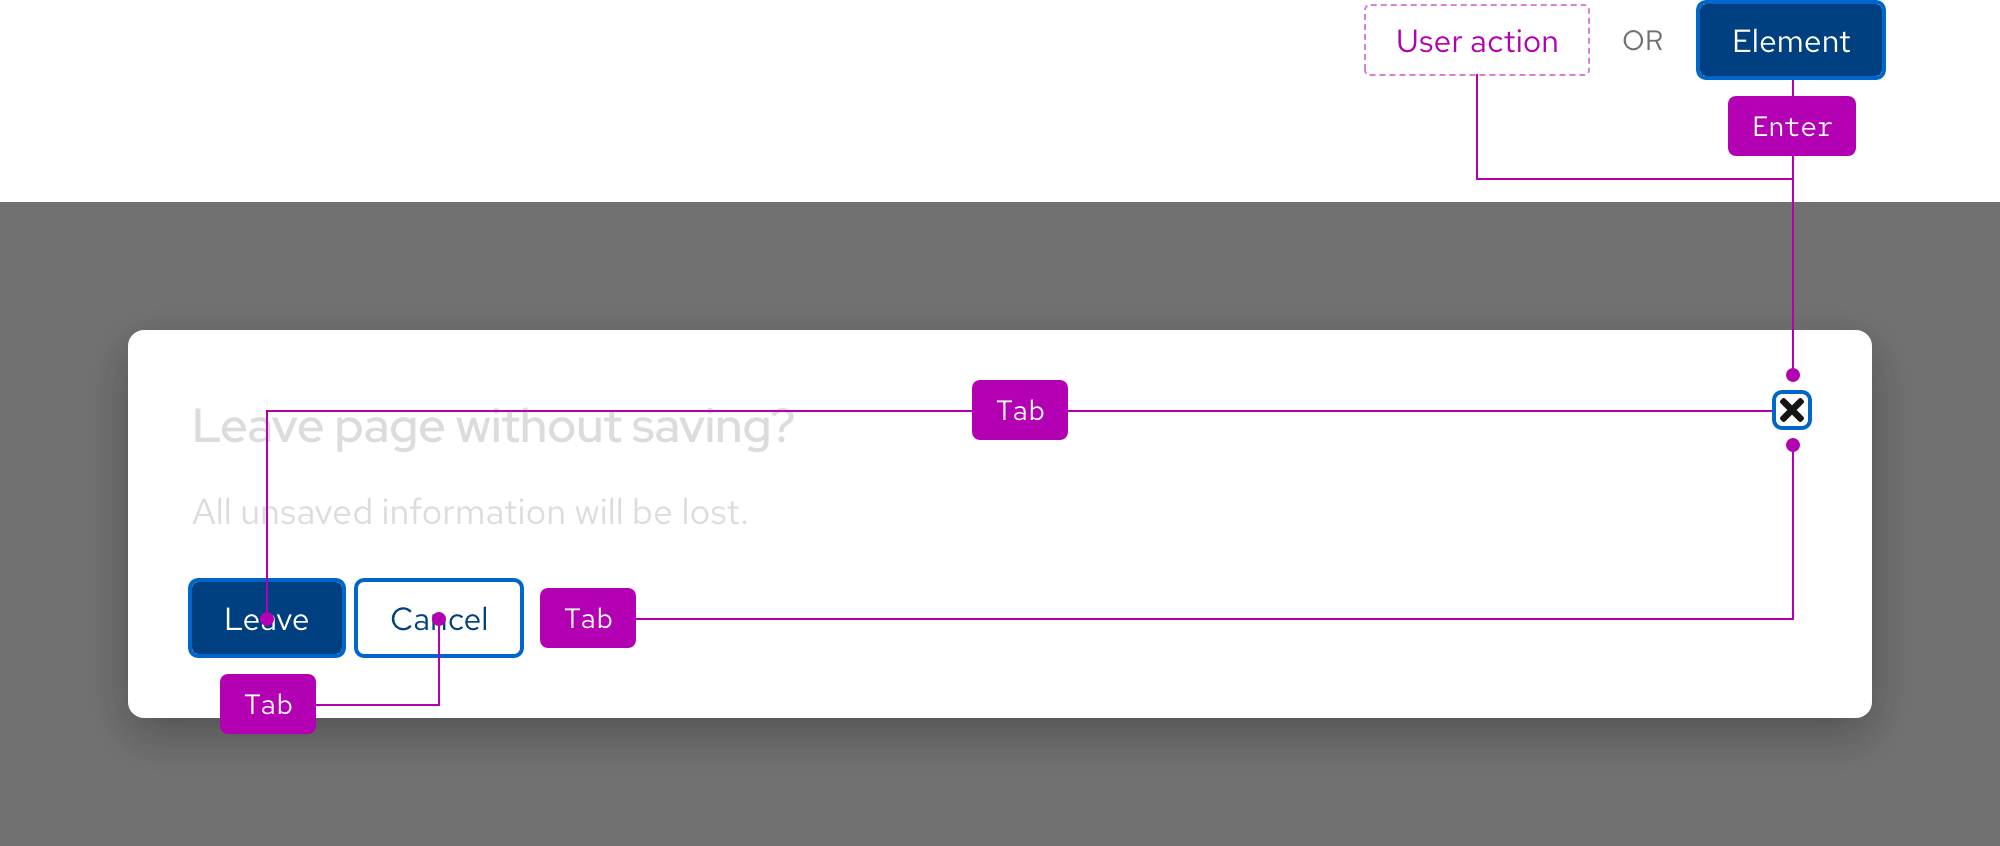 User action OR Element
Enter
Tab
Leave page without saving?
All unsaved information will be lost.
Leave Cancel Tab
Tab